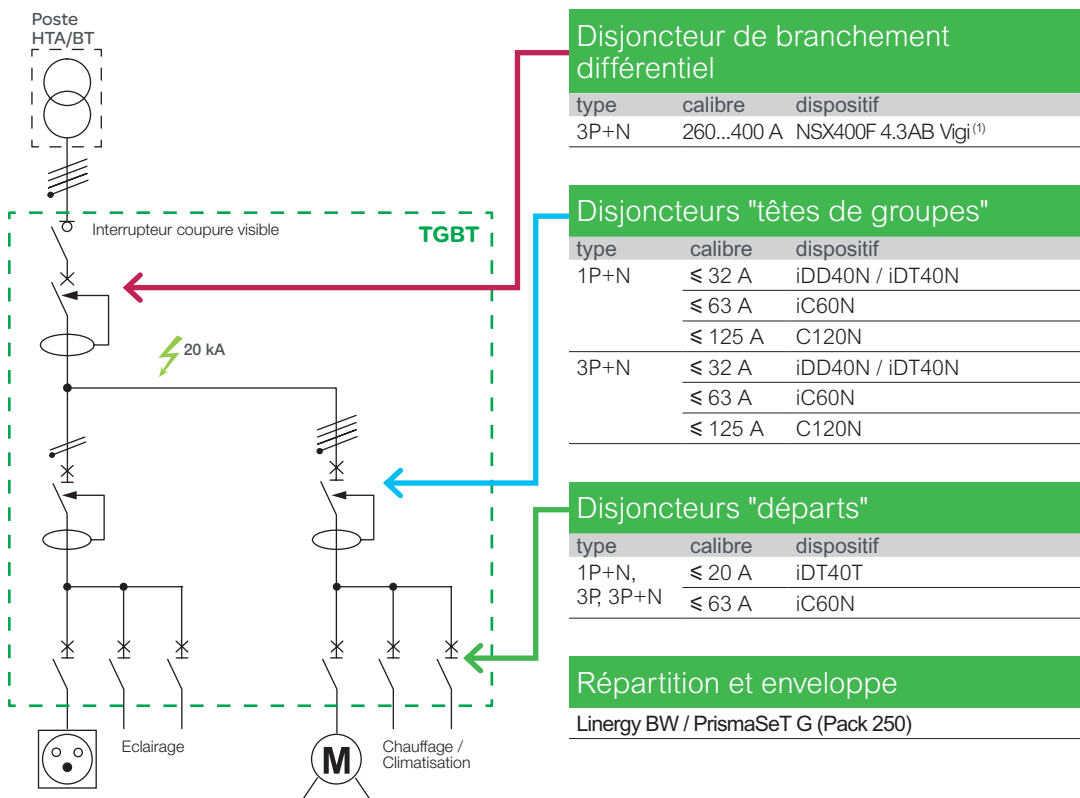 Poste
HTA/BT
Interrupteur coupure visible
TGBT
20 kA
Eclairage
M
Chauffage /
Climatisation
Disjoncteur de branchement
différentiel
type calibre dispositif
3P+N 260...400 A NSX400F 4.3AB Vigi (1)
Disjoncteurs "têtes de groupes"
type calibre dispositif
1P+N ⩽ 32 A iDD40N / iDT40N
⩽ 63 A iC60N
⩽ 125 A C120N
3P+N ⩽ 32 A iDD40N / iDT40N
⩽ 63 A iC60N
⩽ 125 A C120N
Disjoncteurs "départs"
type calibre dispositif
1P+N, ⩽ 20 A iDT40T
3P, 3P+N ⩽ 63 A iC60N
Répartition et enveloppe
Linergy BW / PrismaSeT G (Pack 250)